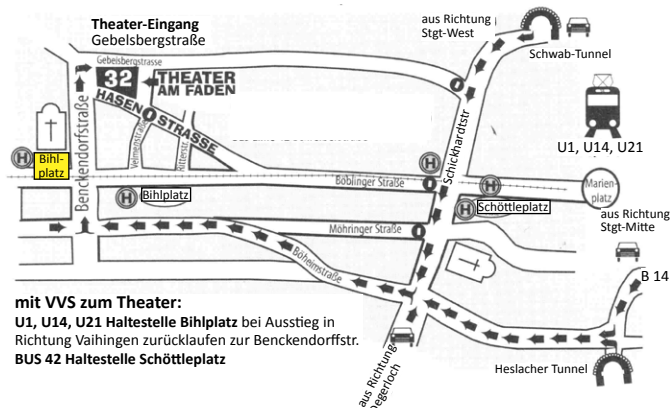 aus Richtung
Stgt-West
Theater-Eingang
Gebelsbergstraße
Schwab-Tunnel
Gebelsbergstrasse
32
THEATER
AM FADEN
HASENSTRASSE
Benckendorfstraße
Velmerstraße
Ritterstr.
Schickhardtstr
U1, U14, U21
H
Bihl-
platz
H
Böblinger Straße
H
Marien-
platz
H
Bihlplatz
H
Schöttleplatz
aus Richtung
Stgt-Mitte
Möhringer Straße
Böheimstraße
B 14
mit VVS zum Theater:
U1, U14, U21 Haltestelle Bihlplatz bei Ausstieg in
Richtung Vaihingen zurücklaufen zur Benckendorffstr.
BUS 42 Haltestelle Schöttleplatz
aus Richtung
Heslacher Tunnel